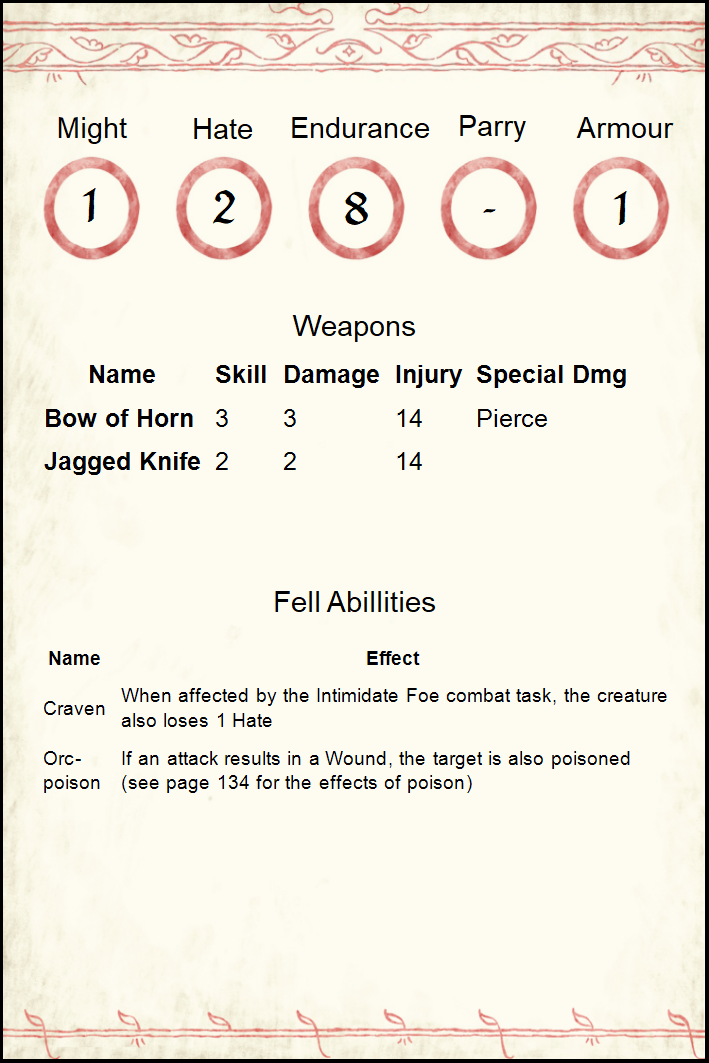 Might Hate Endurance Parry Armour
1 2 8 - 1
Weapons
Name Skill Damage Injury Special Dmg
Bow of Horn 3 3 14 Pierce
Jagged Knife 2 2 14
Fell Abillities
Name Effect
Craven When affected by the Intimidate Foe combat task, the creature
also loses 1 Hate
Orc- If an attack results in a Wound, the target is also poisoned
poison (see page 134 for the effects of poison)